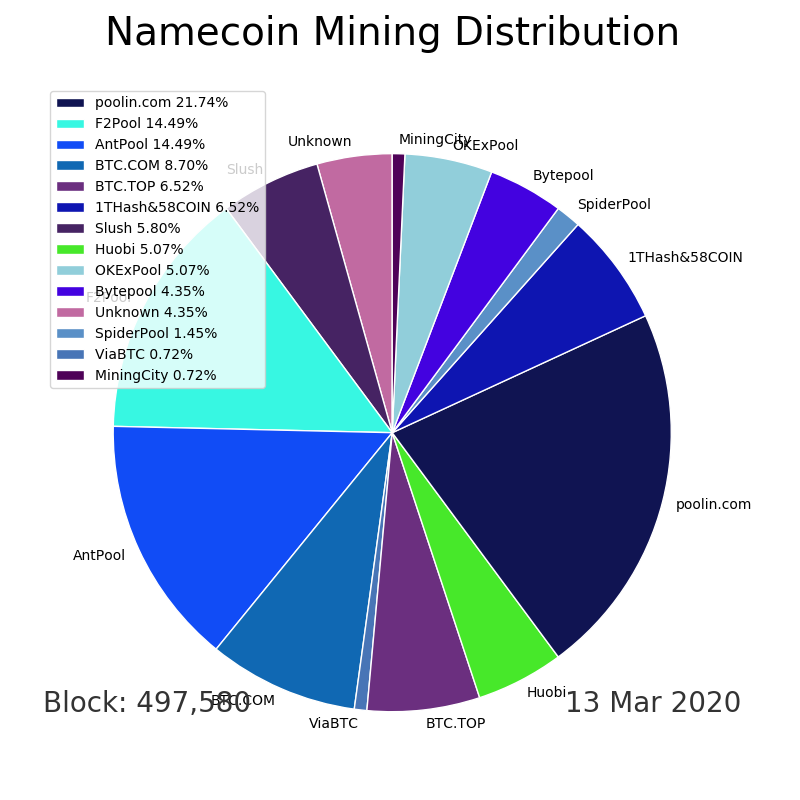 Namecoin Mining Distribution
poolin.com 21.74%
F2Pool 14.49%
AntPool 14.49%
BTC.COM 8.70%
BTC.TOP 6.52%
1THash&58COIN 6.52%
Slush 5.80%
Huobi 5.07%
OKExPool 5.07%
Bytepool 4.35%
Unknown 4.35%
SpiderPool 1.45%
ViaBTC 0.72%
MiningCity 0.72%
MiningCity
OKExPool
Bytepool
SpiderPool
1THash&58COIN
poolin.com
Huobi
BTC.TOP
ViaBTC
BTC.COM
AntPool
F2Pool
Slush
Unknown
Block: 497,580
13 Mar 2020